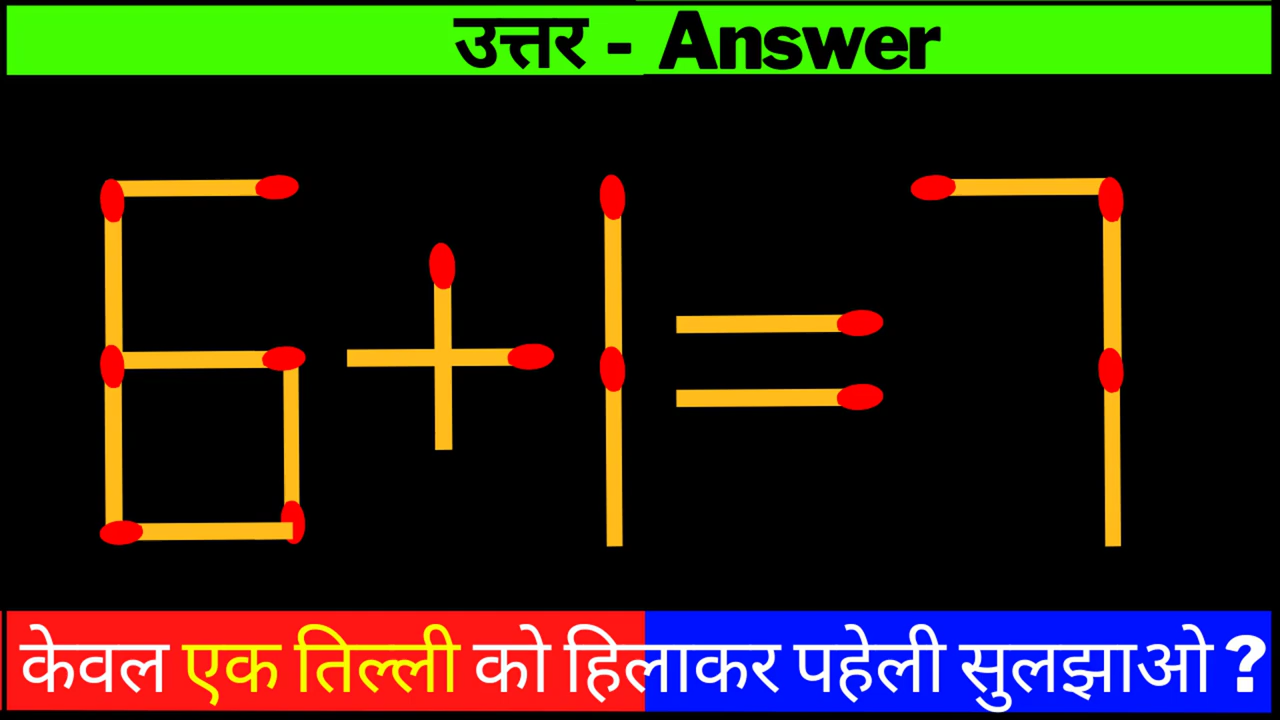 उत्तर - Answer
6+1=7
केवल एक तिल्ली को हिलाकर पहेली सुलझाओ ?